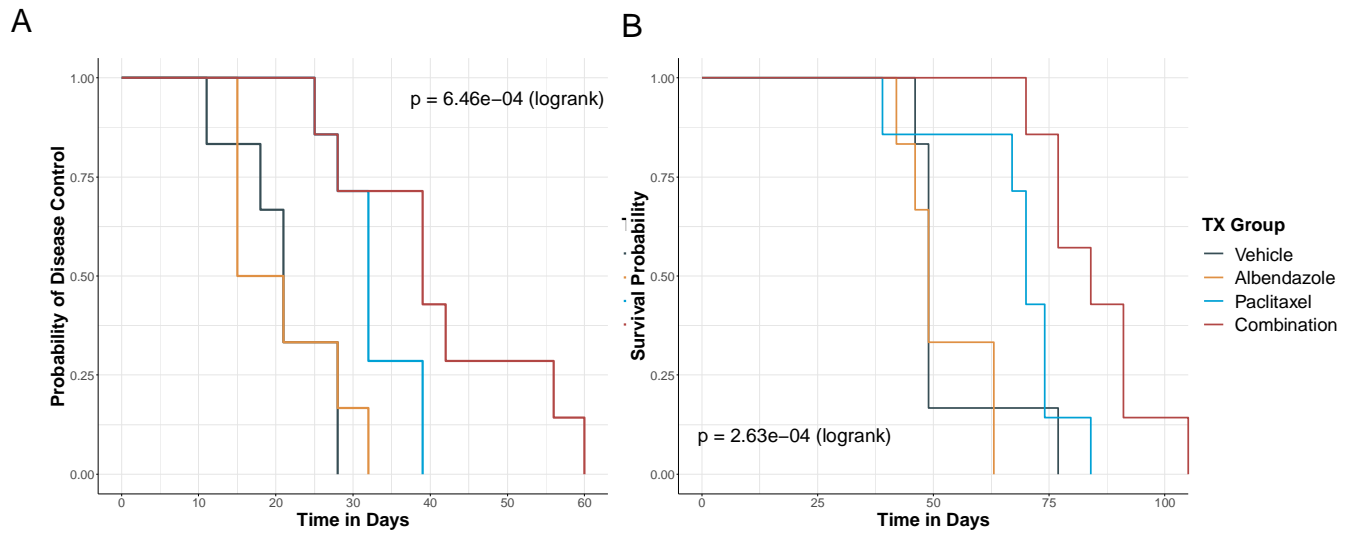 A
1.00
0.75
0.50
0.25
0.00
Probability of Disease Control
p = 6.46e−04 (logrank)
0 10 20 30 40 50 60
Time in Days
B
1.00
0.75
0.50
0.25
0.00
Survival Probability
p = 2.63e−04 (logrank)
0 25 50 75 100
Time in Days
TX Group
Vehicle
Albendazole
Paclitaxel
Combination